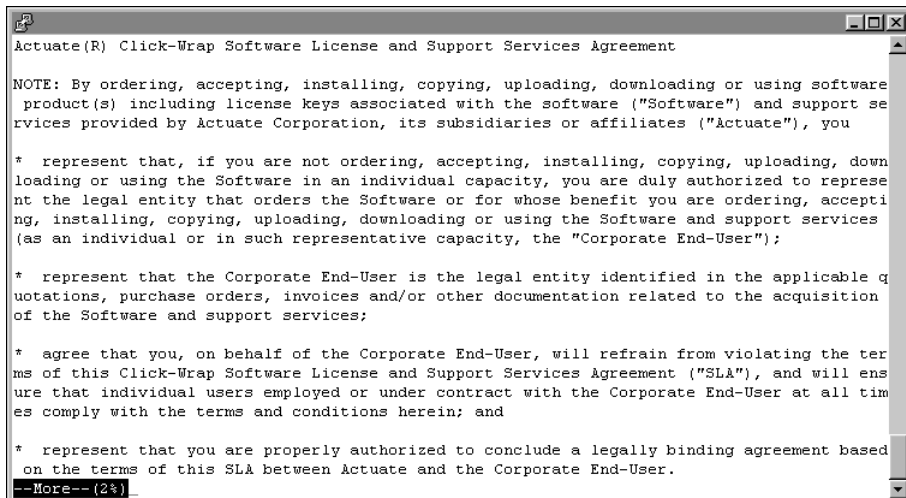 Actuate(R) Click-Wrap Software License and Support Services Agreement
NOTE: By ordering, accepting, installing, copying, uploading, downloading or using software
 product(s) including license keys associated with the software ("Software") and support se
rvices provided by Actuate Corporation, its subsidiaries or affiliates ("Actuate"), you
*  represent that, if you are not ordering, accepting, installing, copying, uploading, down
loading or using the Software in an individual capacity, you are duly authorized to represe
nt the legal entity that orders the Software or for whose benefit you are ordering, accepti
ng, installing, copying, uploading, downloading or using the Software and support services
(as an individual or in such representative capacity, the "Corporate End-User");
*  represent that the Corporate End-User is the legal entity identified in the applicable q
uotations, purchase orders, invoices and/or other documentation related to the acquisition
of the Software and support services;
*  agree that you, on behalf of the Corporate End-User, will refrain from violating the ter
ms of this Click-Wrap Software License and Support Services Agreement ("SLA"), and will ens
ure that individual users employed or under contract with the Corporate End-User at all tim
es comply with the terms and conditions herein; and
*  represent that you are properly authorized to conclude a legally binding agreement based
 on the terms of this SLA between Actuate and the Corporate End-User.
--More--(2%)